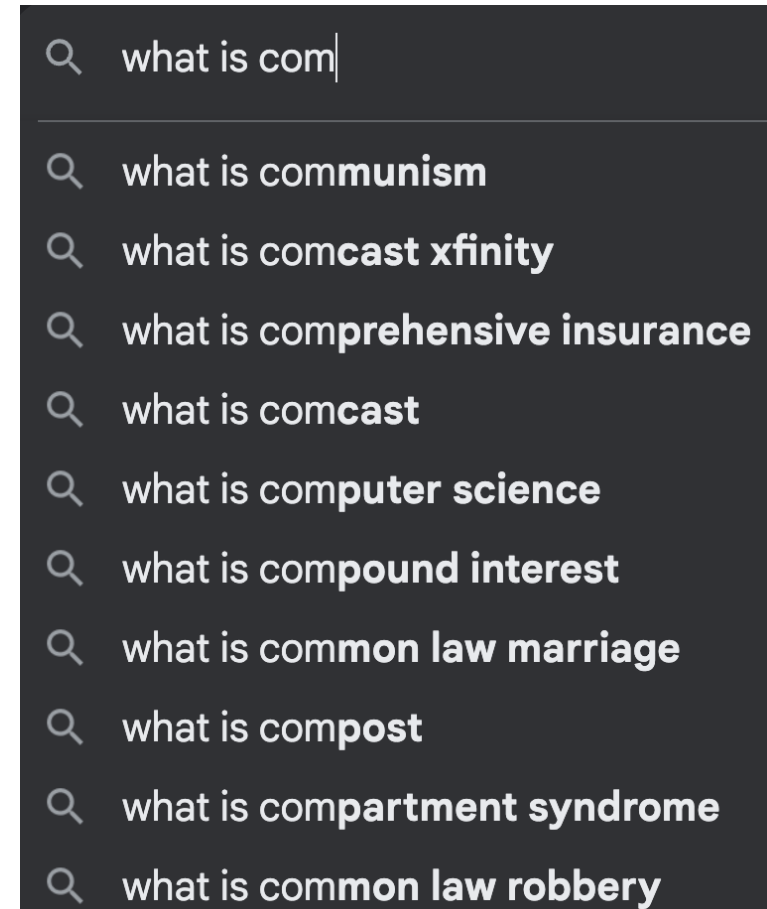 what is com
what is communism
what is comcast xfinity
what is comprehensive insurance
what is comcast
what is computer science
what is compound interest
what is common law marriage
what is compost
what is compartment syndrome
what is common law robbery